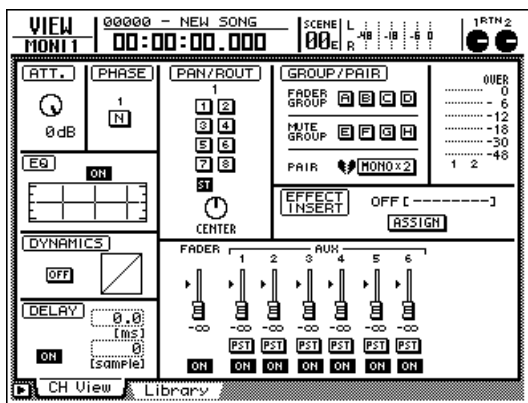 VIEW 00000 - NEW SONG SCENE L -48 -18 -6 0 1 RTN 2
MONI1 00:00:00.000 00E R
ATT. PHASE PAN/ROUT GROUP/PAIR OVER
0dB
1
N
1
1 2
3 4
5 6
7 8
ST
CENTER
FADER GROUP A B C D
MUTE GROUP E F G H
PAIR MONO×2
0
- 6
-12
-18
-30
-48
1 2
EQ
ON
EFFECT INSERT OFF [----------]
ASSIGN
DYNAMICS
OFF
FADER AUX
1 2 3 4 5 6
-∞ -∞ -∞ -∞ -∞ -∞ -∞
PST PST PST PST PST PST
ON ON ON ON ON ON ON
DELAY
0.0
[ms]
0
[sample]
ON
CH View Library